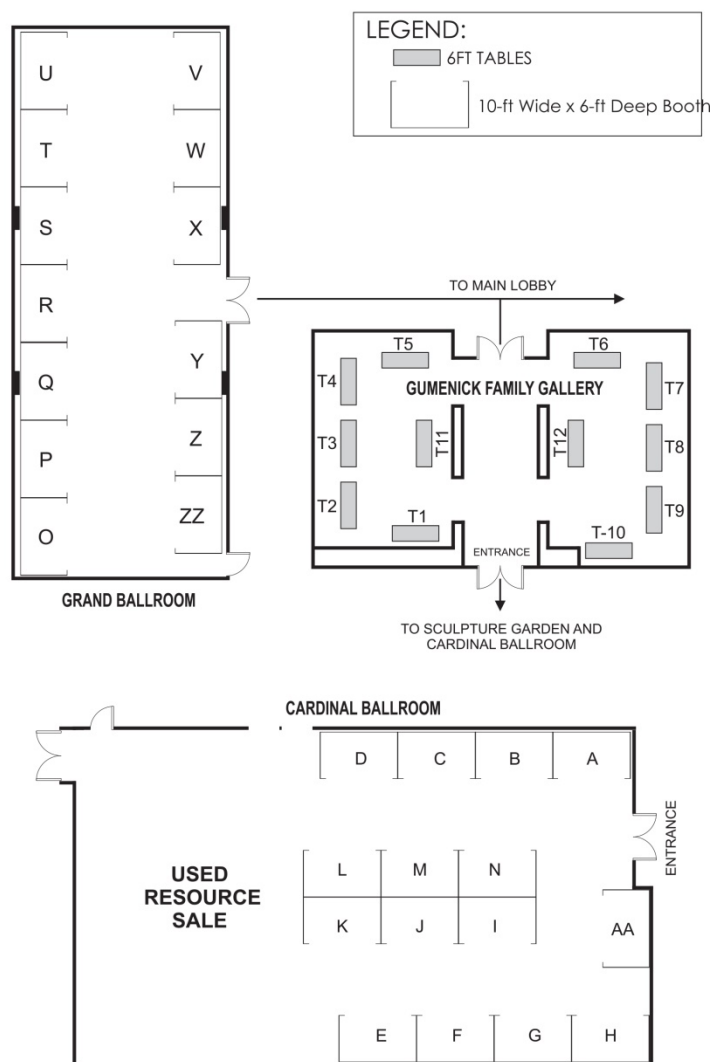 LEGEND:
6FT TABLES
10-ft Wide x 6-ft Deep Booth
U
V
T
W
S
X
R
Q
Y
P
Z
O
ZZ
GRAND BALLROOM
TO MAIN LOBBY
T5
T6
T4
GUMENICK FAMILY GALLERY
T7
T3
T11
T12
T8
T2
T1
T9
T-10
ENTRANCE
TO SCULPTURE GARDEN AND
CARDINAL BALLROOM
CARDINAL BALLROOM
D
C
B
A
ENTRANCE
L
M
N
USED
RESOURCE
SALE
K
J
I
AA
E
F
G
H